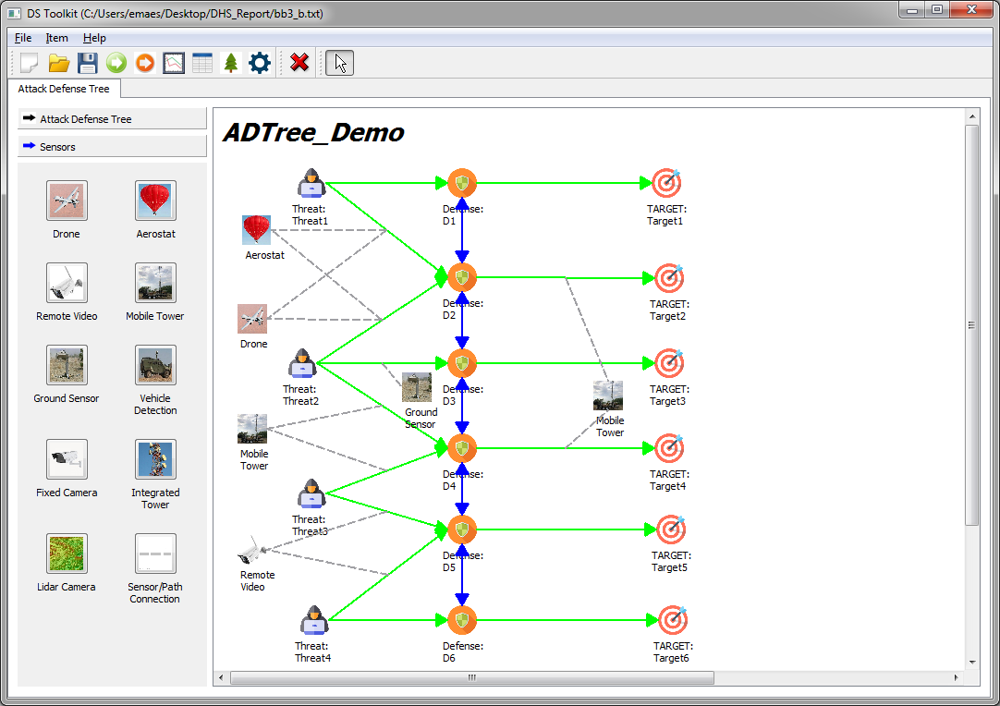 DS Toolkit (C:/Users/emaes/Desktop/DHS_Report/bb3_b.txt)
File Item Help
Attack Defense Tree
Attack Defense Tree
Sensors
Drone
Aerostat
Remote Video
Mobile Tower
Ground Sensor
Vehicle
Detection
Fixed Camera
Integrated
Tower
Lidar Camera
Sensor/Path
Connection
ADTree_Demo
Threat:
Threat1
Defense:
D1
TARGET:
Target1
Aerostat
Defense:
D2
TARGET:
Target2
Drone
Threat:
Threat2
Defense:
D3
TARGET:
Target3
Ground
Sensor
Mobile
Tower
Mobile
Tower
Defense:
D4
TARGET:
Target4
Threat:
Threat3
Defense:
D5
TARGET:
Target5
Remote
Video
Threat:
Threat4
Defense:
D6
TARGET:
Target6